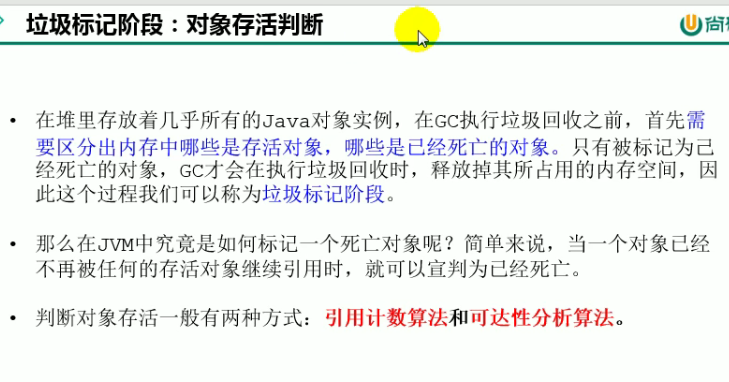 垃圾标记阶段：对象存活判断
尚
• 在堆里存放着几乎所有的Java对象实例，在GC执行垃圾回收之前，首先需
要区分出内存中哪些是存活对象，哪些是已经死亡的对象。只有被标记为己
经死亡的对象，GC才会在执行垃圾回收时，释放掉其所占用的内存空间，因
此这个过程我们可以称为垃圾标记阶段。
• 那么在JVM中究竟是如何标记一个死亡对象呢？简单来说，当一个对象已经
不再被任何的存活对象继续引用时，就可以宣判为已经死亡。
• 判断对象存活一般有两种方式：引用计数算法和可达性分析算法。